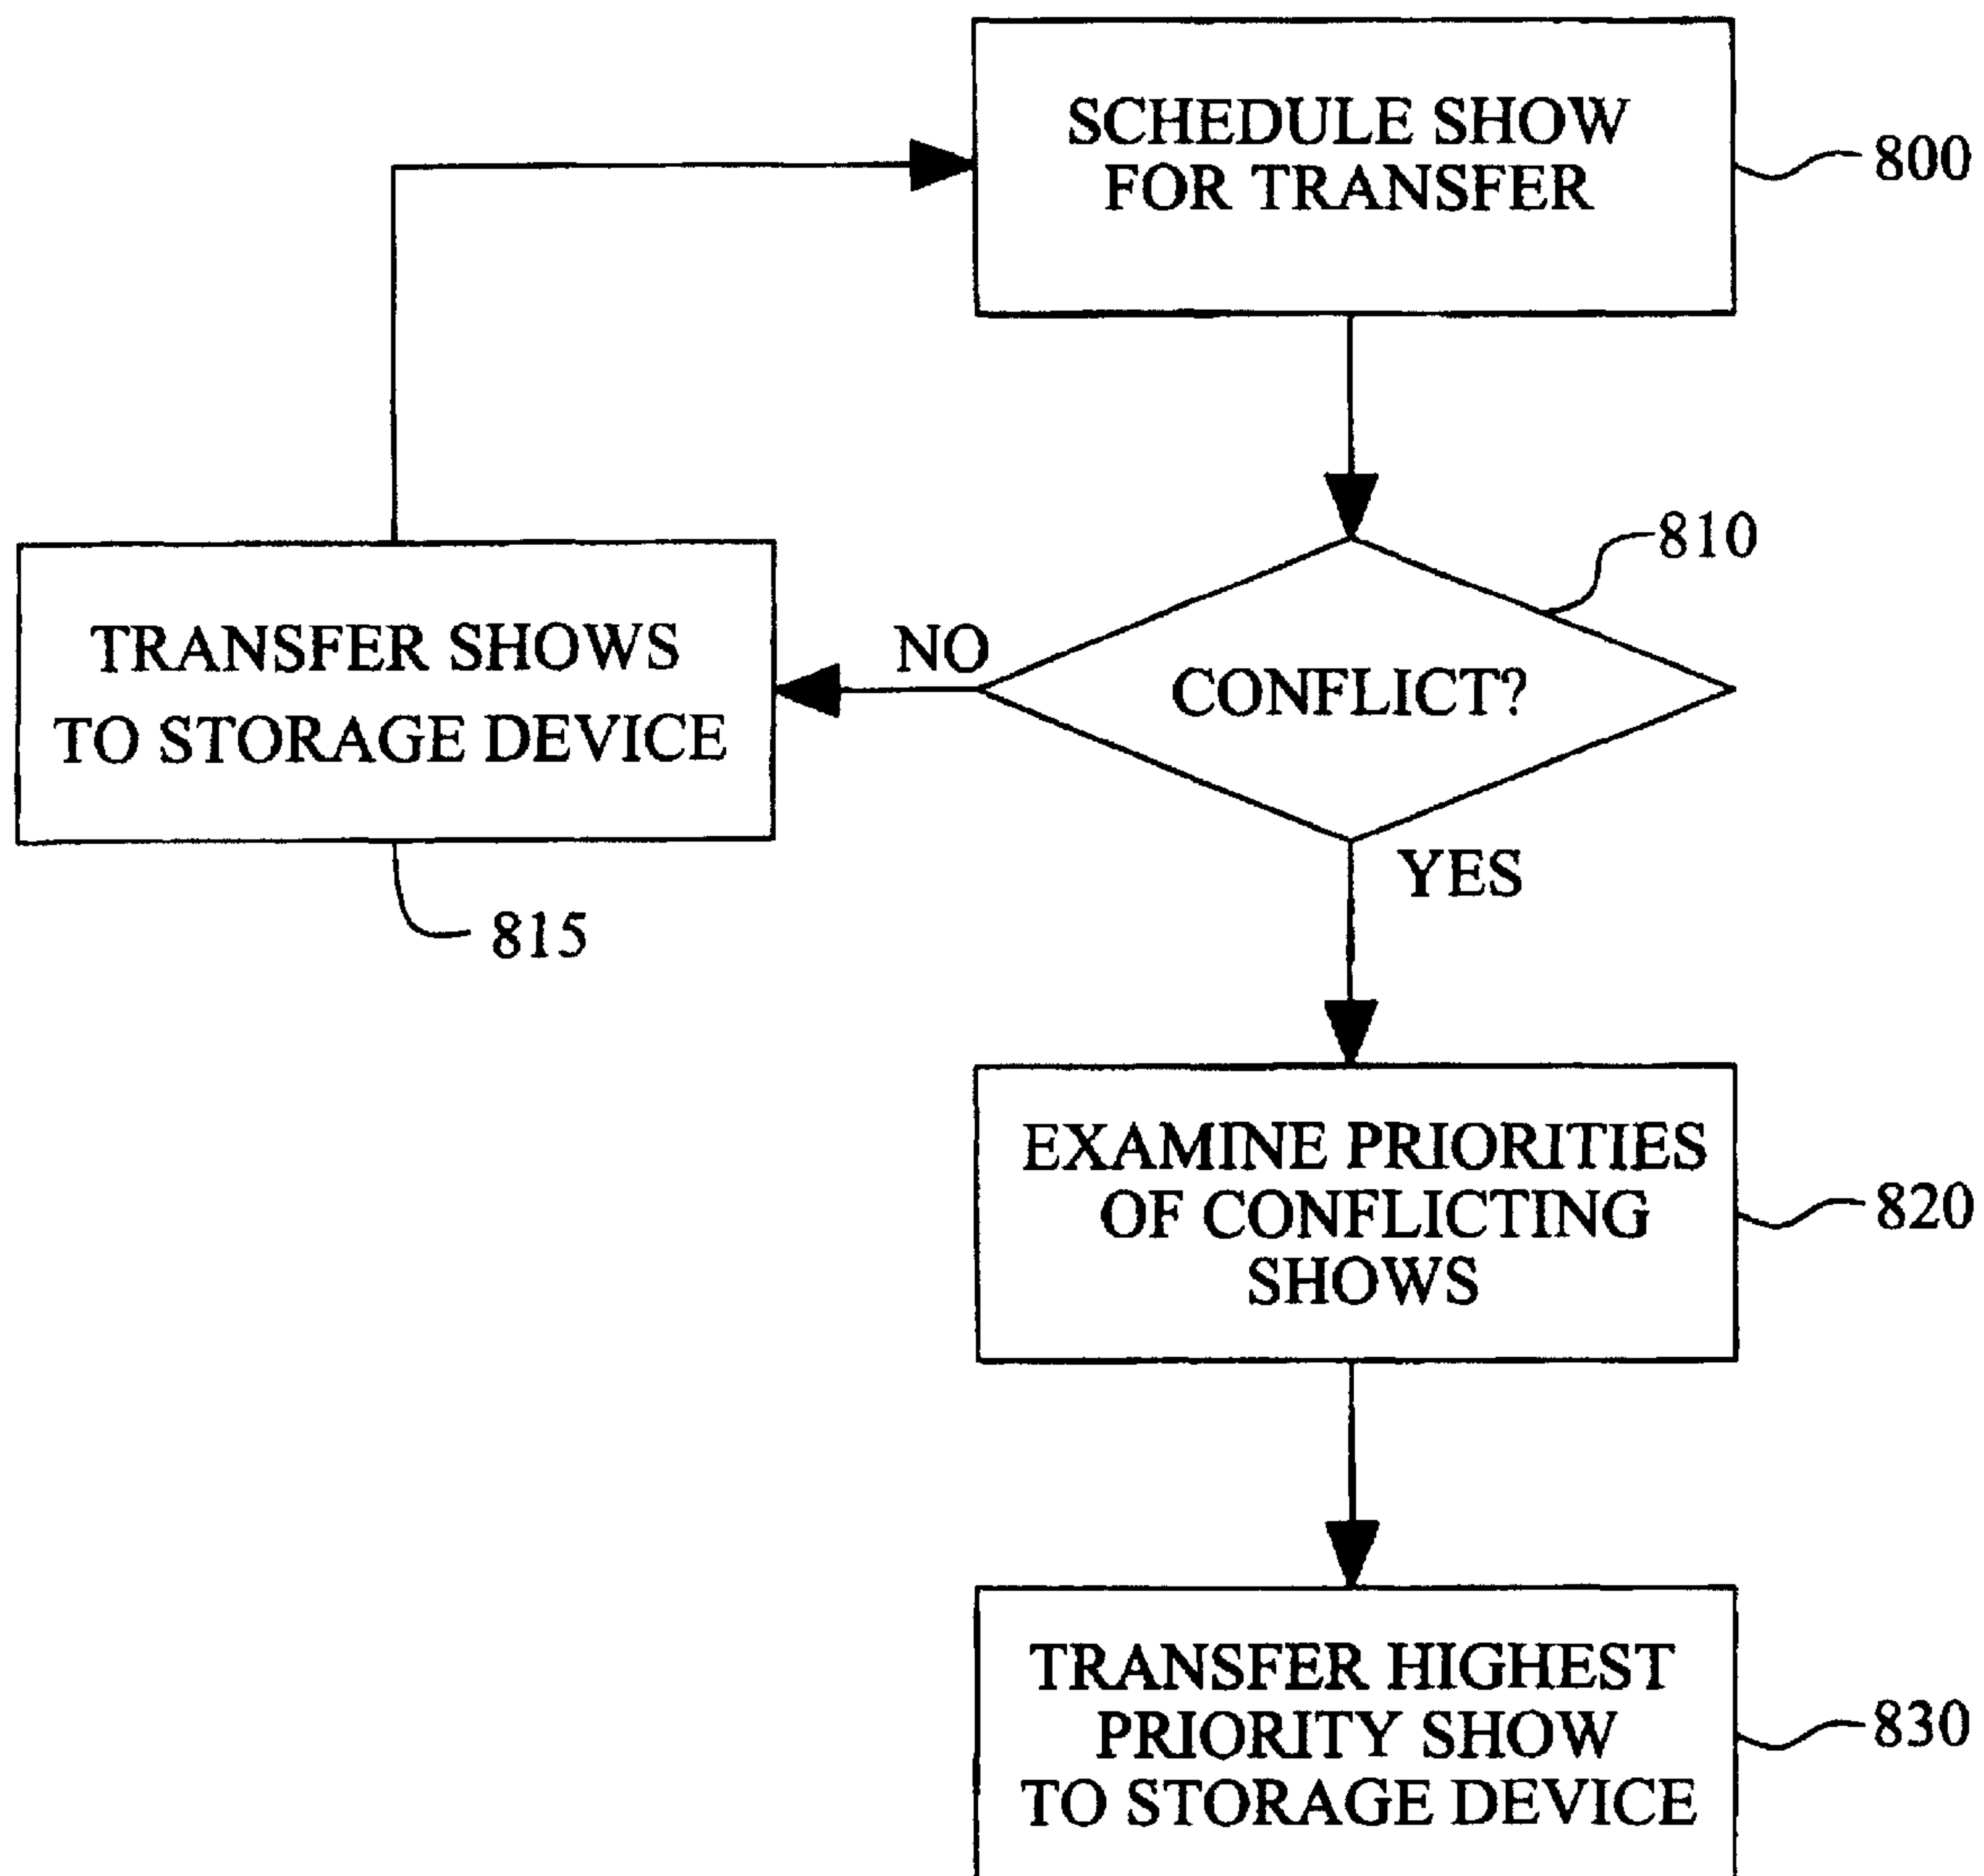 SCHEDULE SHOW
FOR TRANSFER
800
810
CONFLICT?
NO
TRANSFER SHOWS
TO STORAGE DEVICE
815
YES
EXAMINE PRIORITIES
OF CONFLICTING
SHOWS
820
TRANSFER HIGHEST
PRIORITY SHOW
TO STORAGE DEVICE
830